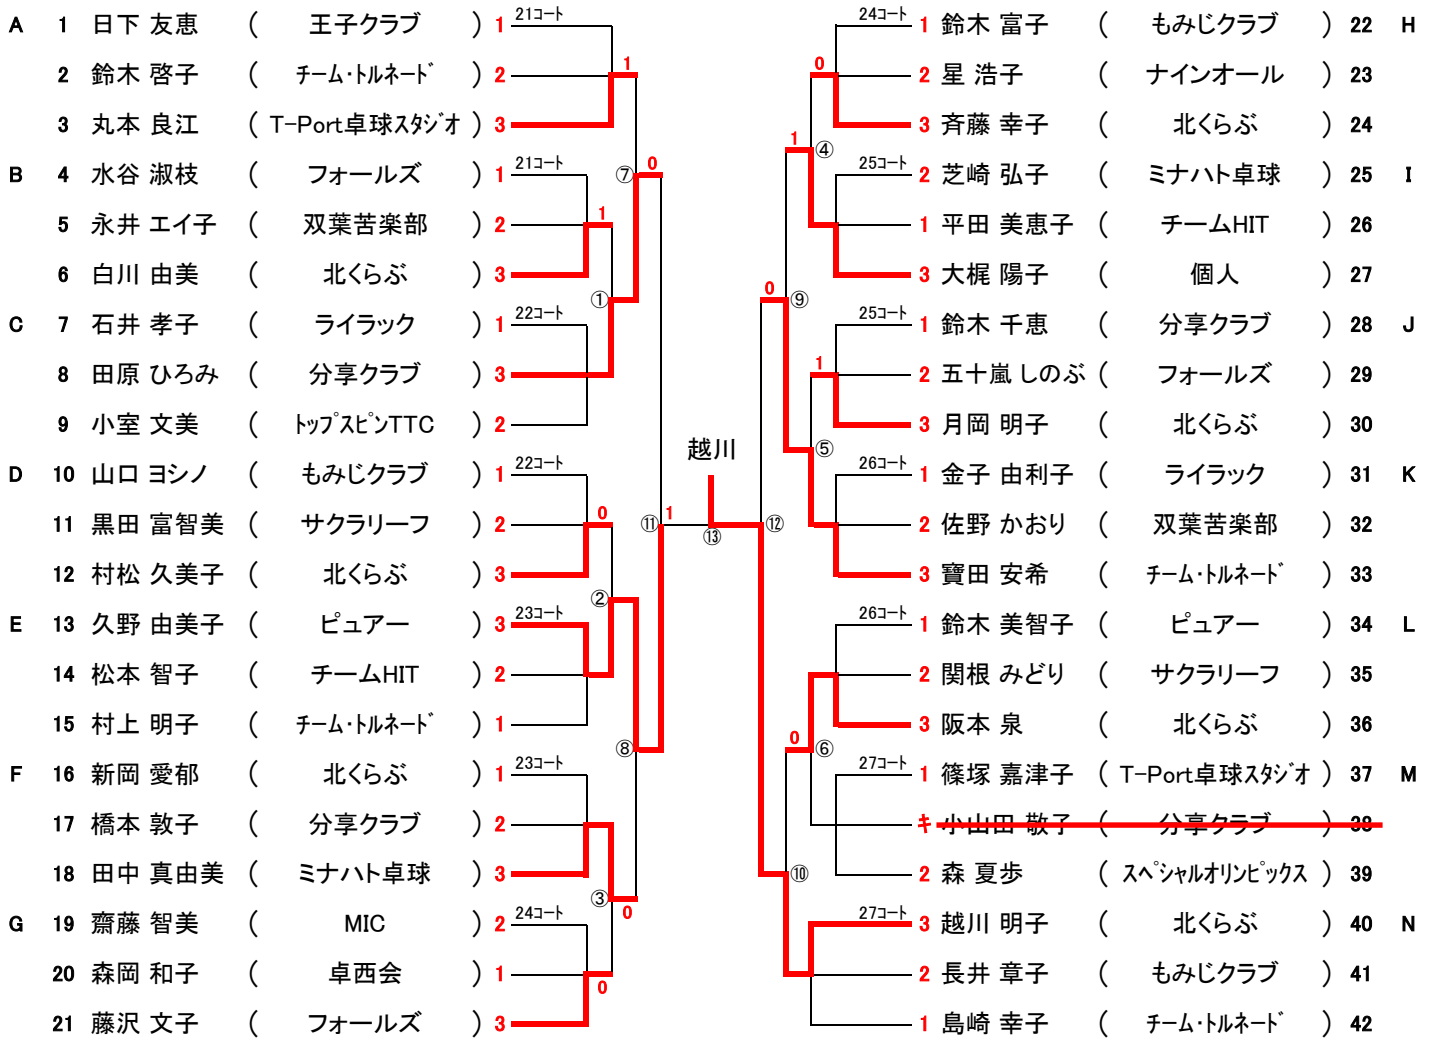 A 1 日下 友恵 ( 王子クラブ ) 1 21コート
2 鈴木 啓子 ( チーム・トルネード ) 2
1
3 丸本 良江 ( T-Port卓球スタジオ ) 3
B 4 水谷 淑枝 ( フォールズ ) 1 21コート ⑦ 0
5 永井 エイ子 ( 双葉苦楽部 ) 2
1
6 白川 由美 ( 北くらぶ ) 3
①
C 7 石井 孝子 ( ライラック ) 1 22コート
8 田原 ひろみ ( 分享クラブ ) 3
9 小室 文美 ( トップスピンTTC ) 2
D 10 山口 ヨシノ ( もみじクラブ ) 1 22コート
11 黒田 富智美 ( サクラリーフ ) 2
0
⑪ 1
12 村松 久美子 ( 北くらぶ ) 3
②
E 13 久野 由美子 ( ピュアー ) 3 23コート
14 松本 智子 ( チームHIT ) 2
15 村上 明子 ( チーム・トルネード ) 1
⑧
F 16 新岡 愛郁 ( 北くらぶ ) 1 23コート
17 橋本 敦子 ( 分享クラブ ) 2
18 田中 真由美 ( ミナハト卓球 ) 3
③ 0
G 19 齋藤 智美 ( MIC ) 2 24コート
20 森岡 和子 ( 卓西会 ) 1
0
21 藤沢 文子 ( フォールズ ) 3
越川
⑬
24コート 1 鈴木 富子 ( もみじクラブ ) 22 H
0
2 星 浩子 ( ナインオール ) 23
3 斉藤 幸子 ( 北くらぶ ) 24
1 ④
25コート 2 芝崎 弘子 ( ミナハト卓球 ) 25 I
1 平田 美恵子 ( チームHIT ) 26
3 大梶 陽子 ( 個人 ) 27
0 ⑨
25コート 1 鈴木 千恵 ( 分享クラブ ) 28 J
1
2 五十嵐 しのぶ ( フォールズ ) 29
3 月岡 明子 ( 北くらぶ ) 30
⑤
26コート 1 金子 由利子 ( ライラック ) 31 K
⑫
2 佐野 かおり ( 双葉苦楽部 ) 32
3 寶田 安希 ( チーム・トルネード ) 33
26コート 1 鈴木 美智子 ( ピュアー ) 34 L
2 関根 みどり ( サクラリーフ ) 35
3 阪本 泉 ( 北くらぶ ) 36
0 ⑥
27コート 1 篠塚 嘉津子 ( T-Port卓球スタジオ ) 37 M
キ 小山田 敬子 ( 分享クラブ ) 38
⑩
2 森 夏歩 ( スペシャルオリンピックス ) 39
27コート 3 越川 明子 ( 北くらぶ ) 40 N
2 長井 章子 ( もみじクラブ ) 41
1 島崎 幸子 ( チーム・トルネード ) 42